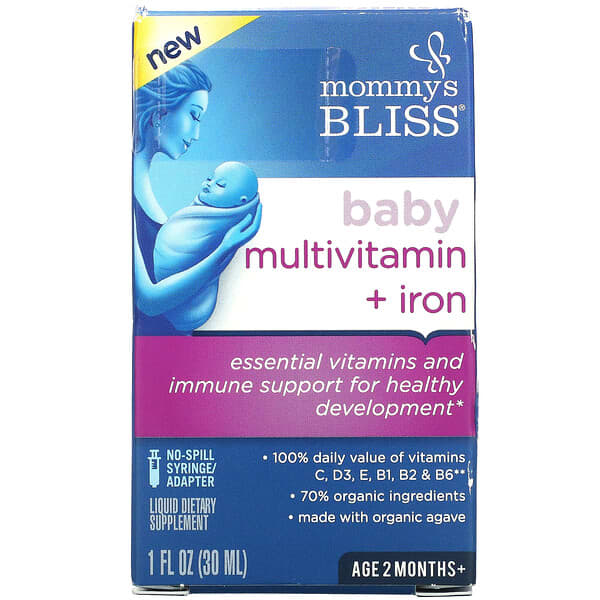 new
mommy's
BLISS®
baby
multivitamin
+ iron
essential vitamins and
immune support for healthy
development*
NO-SPILL
SYRINGE/
ADAPTER
LIQUID DIETARY
SUPPLEMENT
1 FL OZ (30 ML)
• 100% daily value of vitamins
C, D3, E, B1, B2 & B6**
• 70% organic ingredients
• made with organic agave
AGE 2 MONTHS+